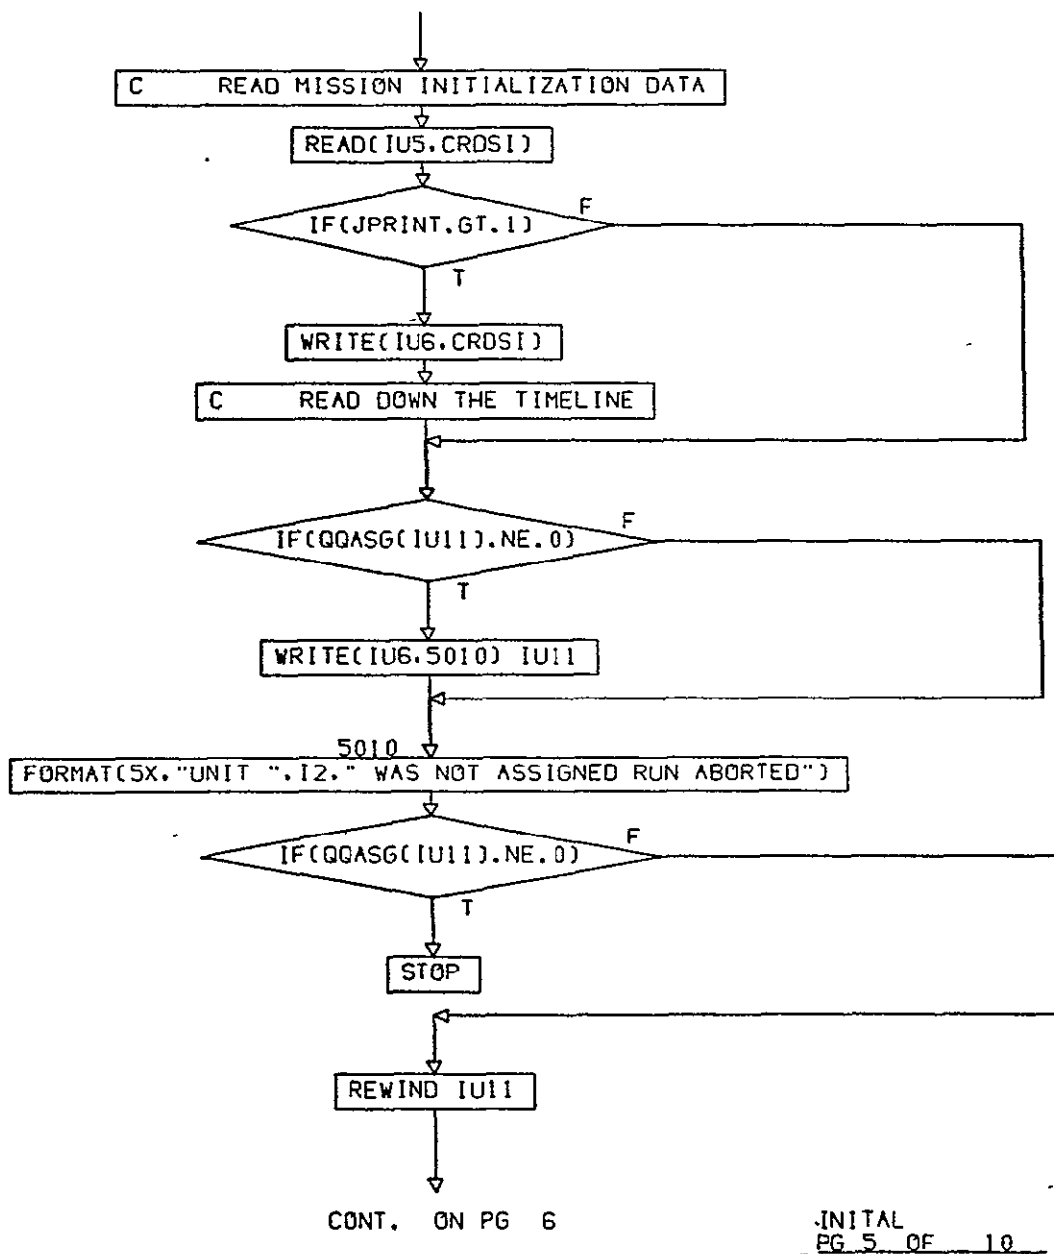 C READ MISSION INITIALIZATION DATA
READ(IU5.CRDSI)
F
IF(JPRINT.GT.1)
T
WRITE(IU6.CRDSI)
C READ DOWN THE TIMELINE
F
IF(QQASG(IU11).NE.0)
T
WRITE(IU6.5010) IU11
5010
FORMAT(5X."UNIT ".I2." WAS NOT ASSIGNED RUN ABORTED")
F
IF(QQASG(IU11).NE.0)
T
STOP
REWIND IU11
CONT. ON PG 6
INITAL
PG 5 OF 10